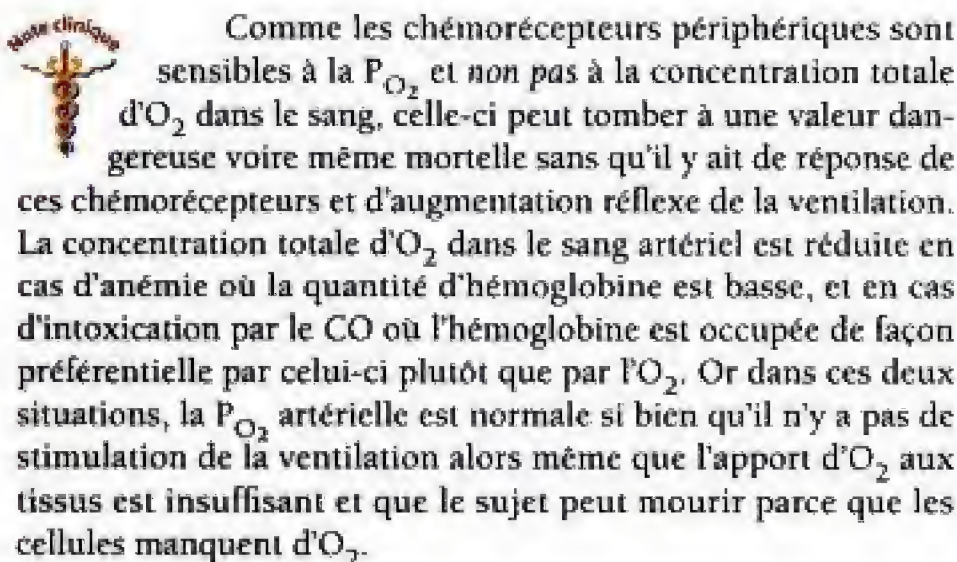 Note clinique
Comme les chémorécepteurs périphériques sont
sensibles à la P_O₂ et non pas à la concentration totale
d'O₂ dans le sang, celle-ci peut tomber à une valeur dan-
gereuse voire même mortelle sans qu'il y ait de réponse de
ces chémorécepteurs et d'augmentation réflexe de la ventilation.
La concentration totale d'O₂ dans le sang artériel est réduite en
cas d'anémie où la quantité d'hémoglobine est basse, et en cas
d'intoxication par le CO où l'hémoglobine est occupée de façon
préférentielle par celui-ci plutôt que par l'O₂. Or dans ces deux
situations, la P_O₂ artérielle est normale si bien qu'il n'y a pas de
stimulation de la ventilation alors même que l'apport d'O₂ aux
tissus est insuffisant et que le sujet peut mourir parce que les
cellules manquent d'O₂.